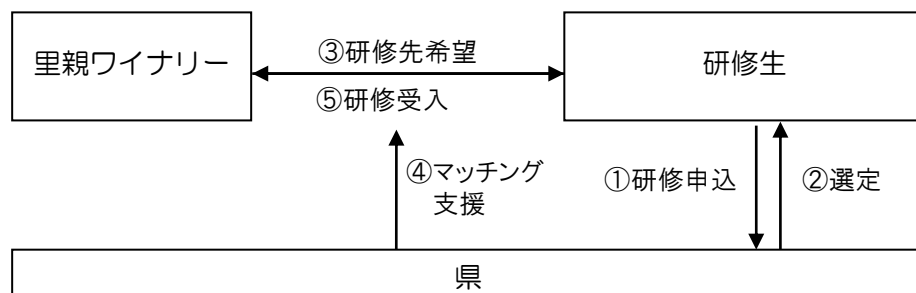 里親ワイナリー
③研修先希望
研修生
⑤研修受入
④マッチング
支援
①研修申込
②選定
県